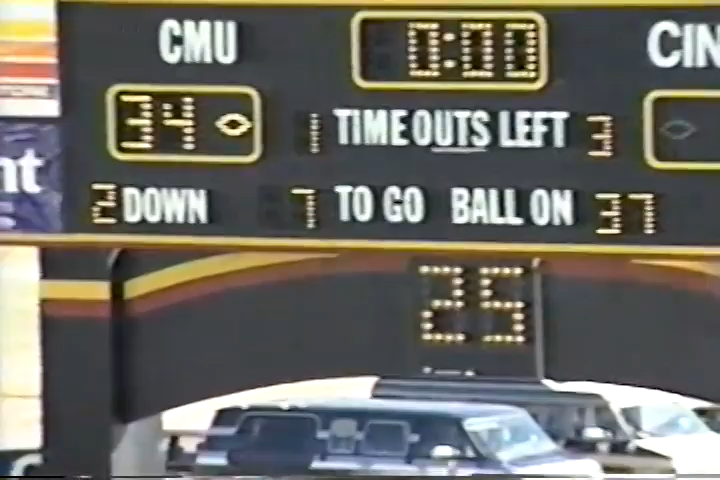 CMU 0:00 CIN
34 TIME OUTS LEFT 3
2 DOWN 7 TO GO BALL ON 37
25
nt